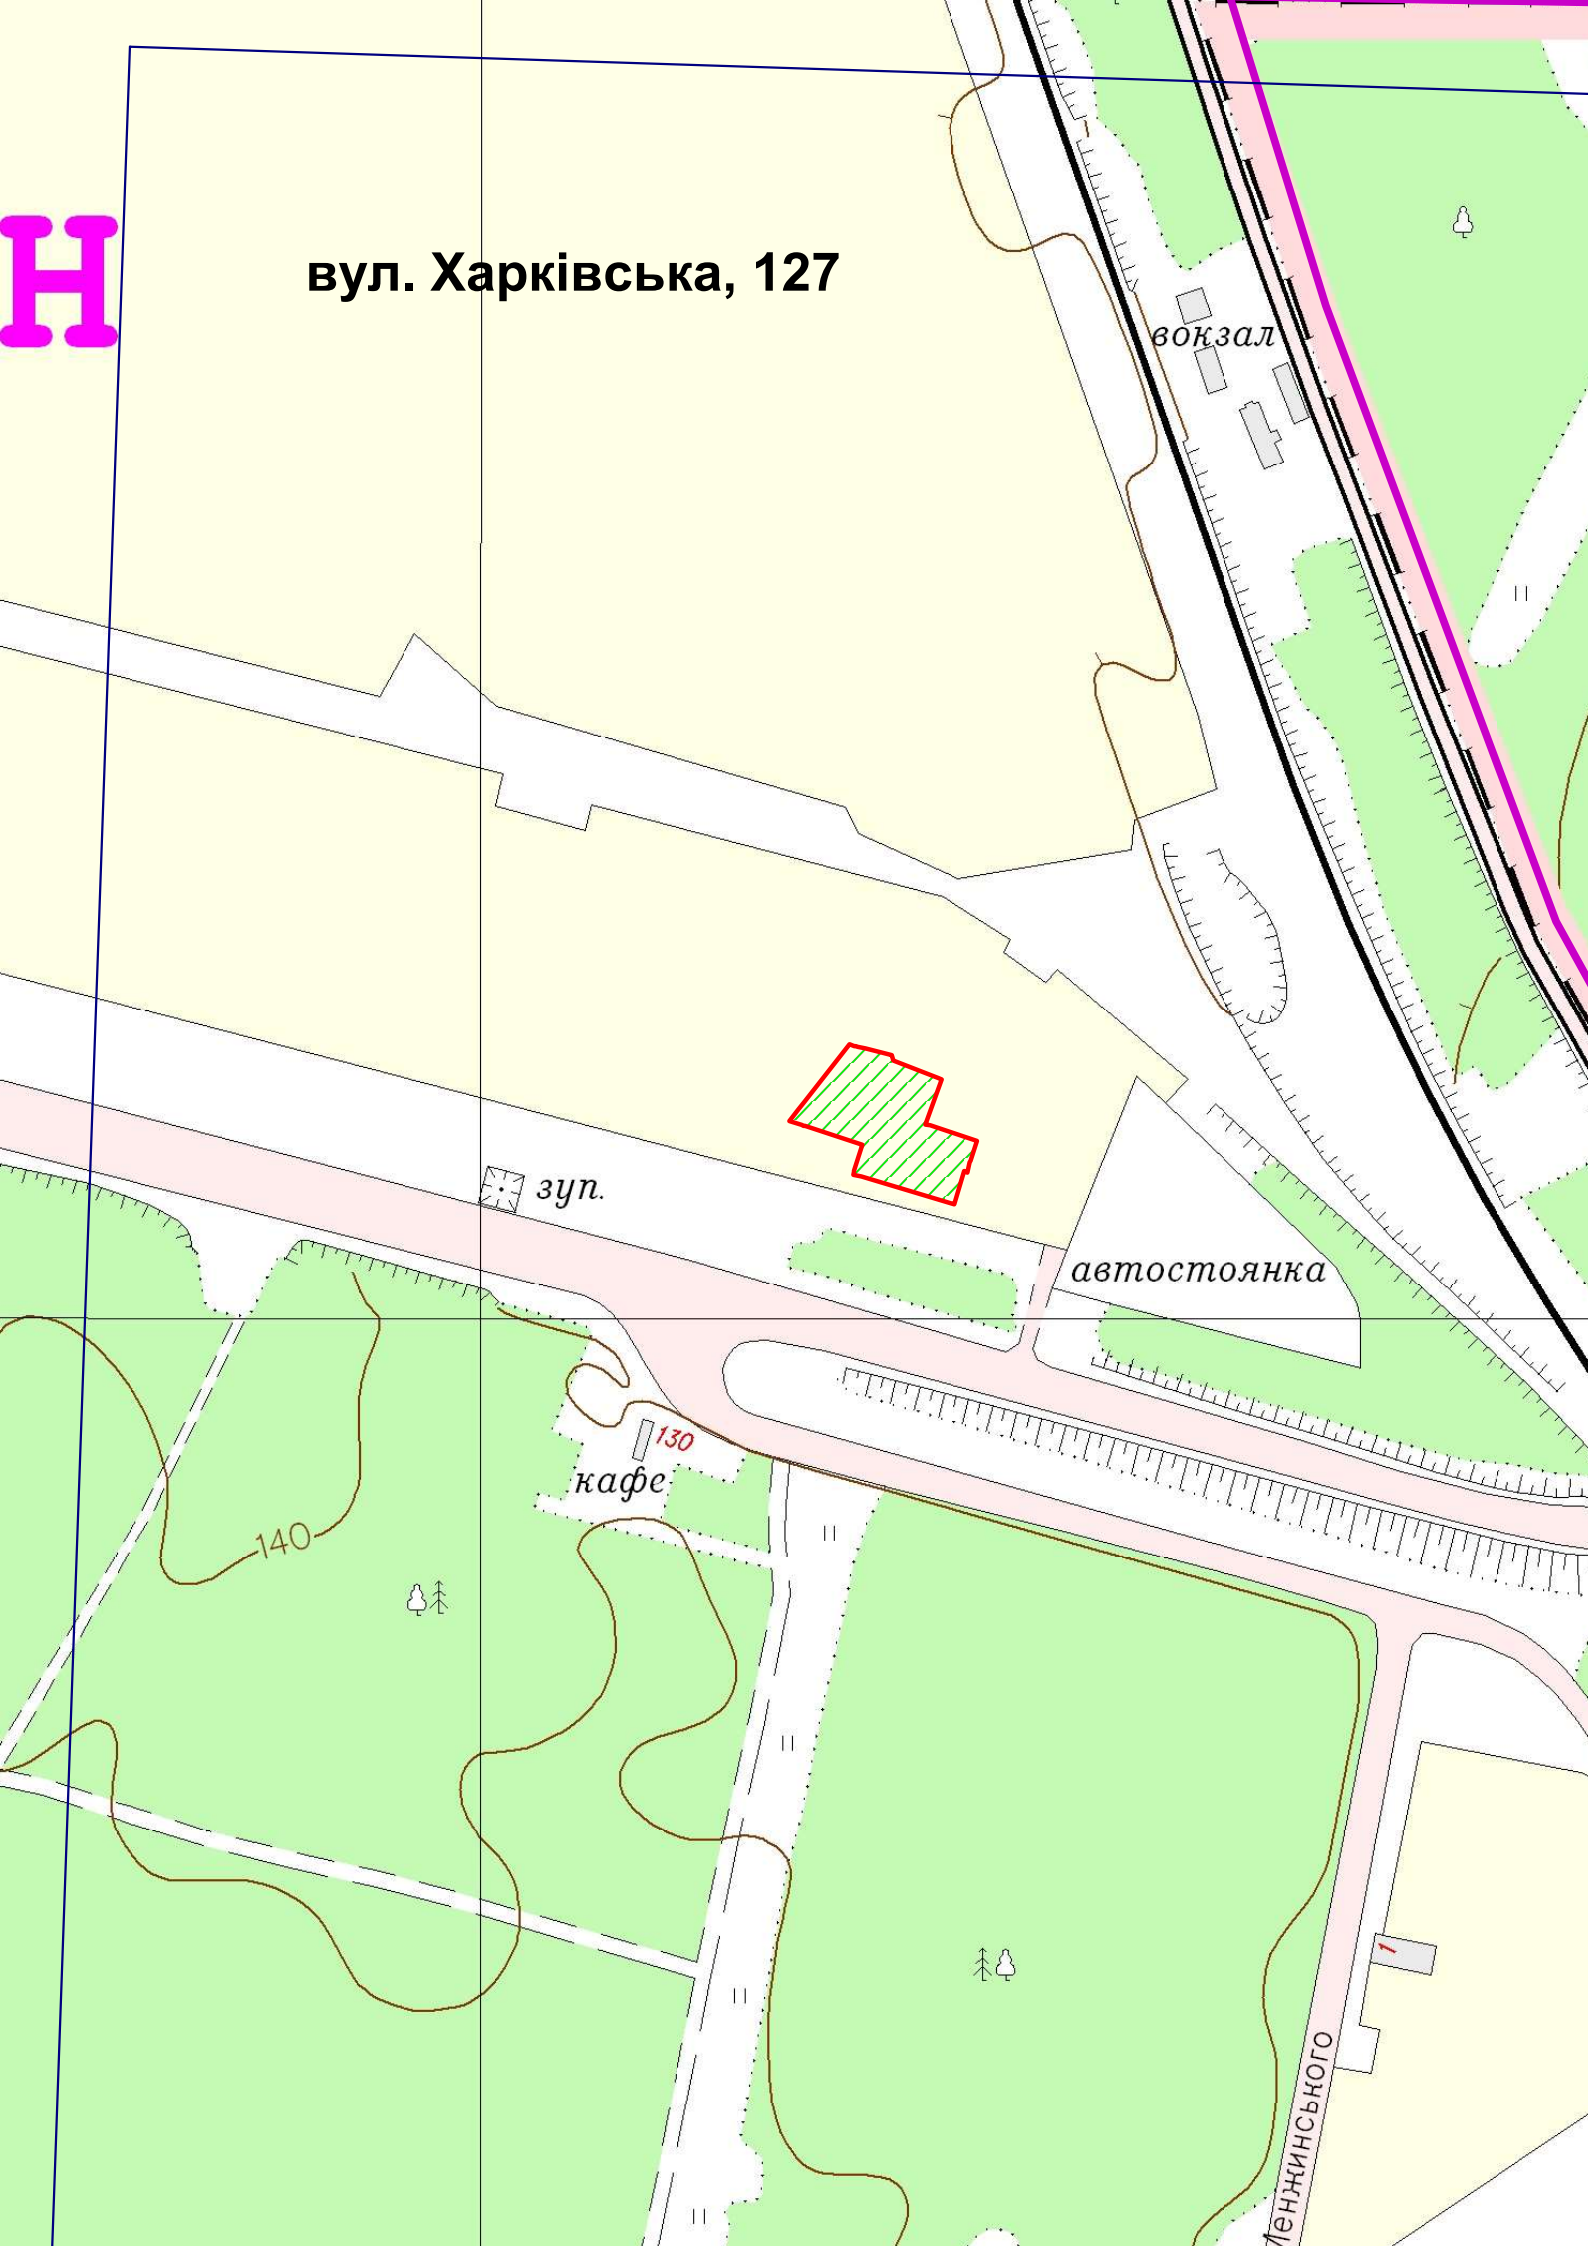 Н
вул. Харківська, 127
вокзал
зуп.
автостоянка
130
кафе
140
1
Менжинського